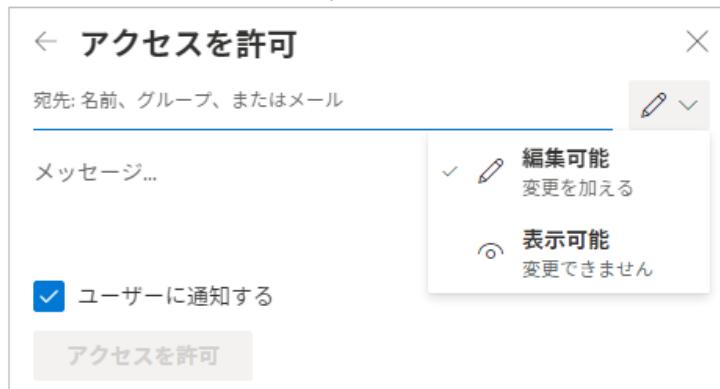 アクセスを許可
宛先: 名前、グループ、またはメール
メッセージ...
編集可能
変更を加える
表示可能
変更できません
ユーザーに通知する
アクセスを許可